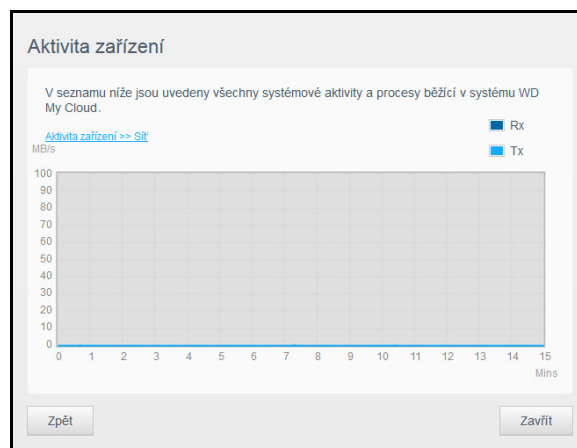 Aktivita zařízení
V seznamu níže jsou uvedeny všechny systémové aktivity a procesy běžící v systému WD
My Cloud.
Aktivita zařízení >> Síť
Rx
Tx
MB/s
100
90
80
70
60
50
40
30
20
10
0
0 1 2 3 4 5 6 7 8 9 10 11 12 13 14 15
Mins
Zpět
Zavřít